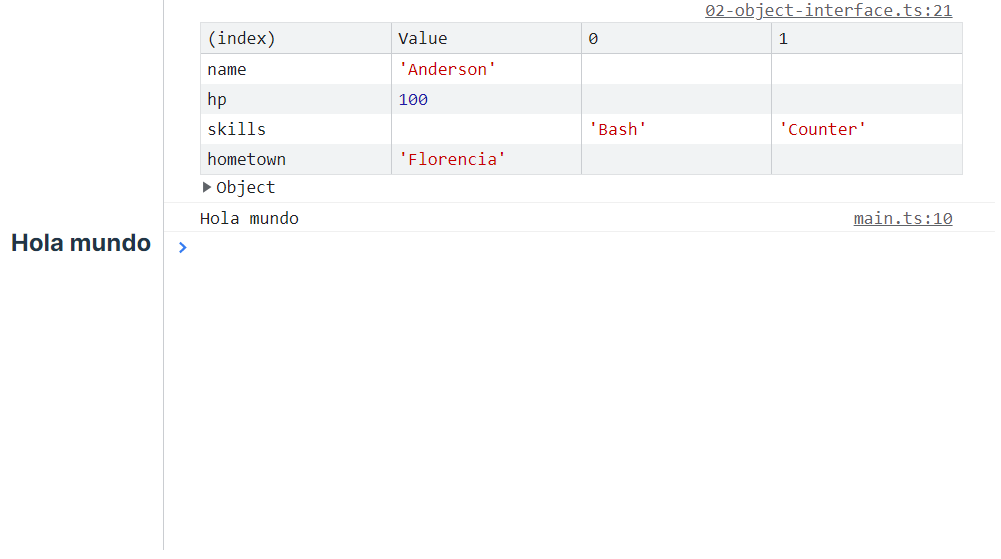 02-object-interface.ts:21
(index) Value 0 1
name 'Anderson'
hp 100
skills 'Bash' 'Counter'
hometown 'Florencia'
Object
Hola mundo main.ts:10
Hola mundo